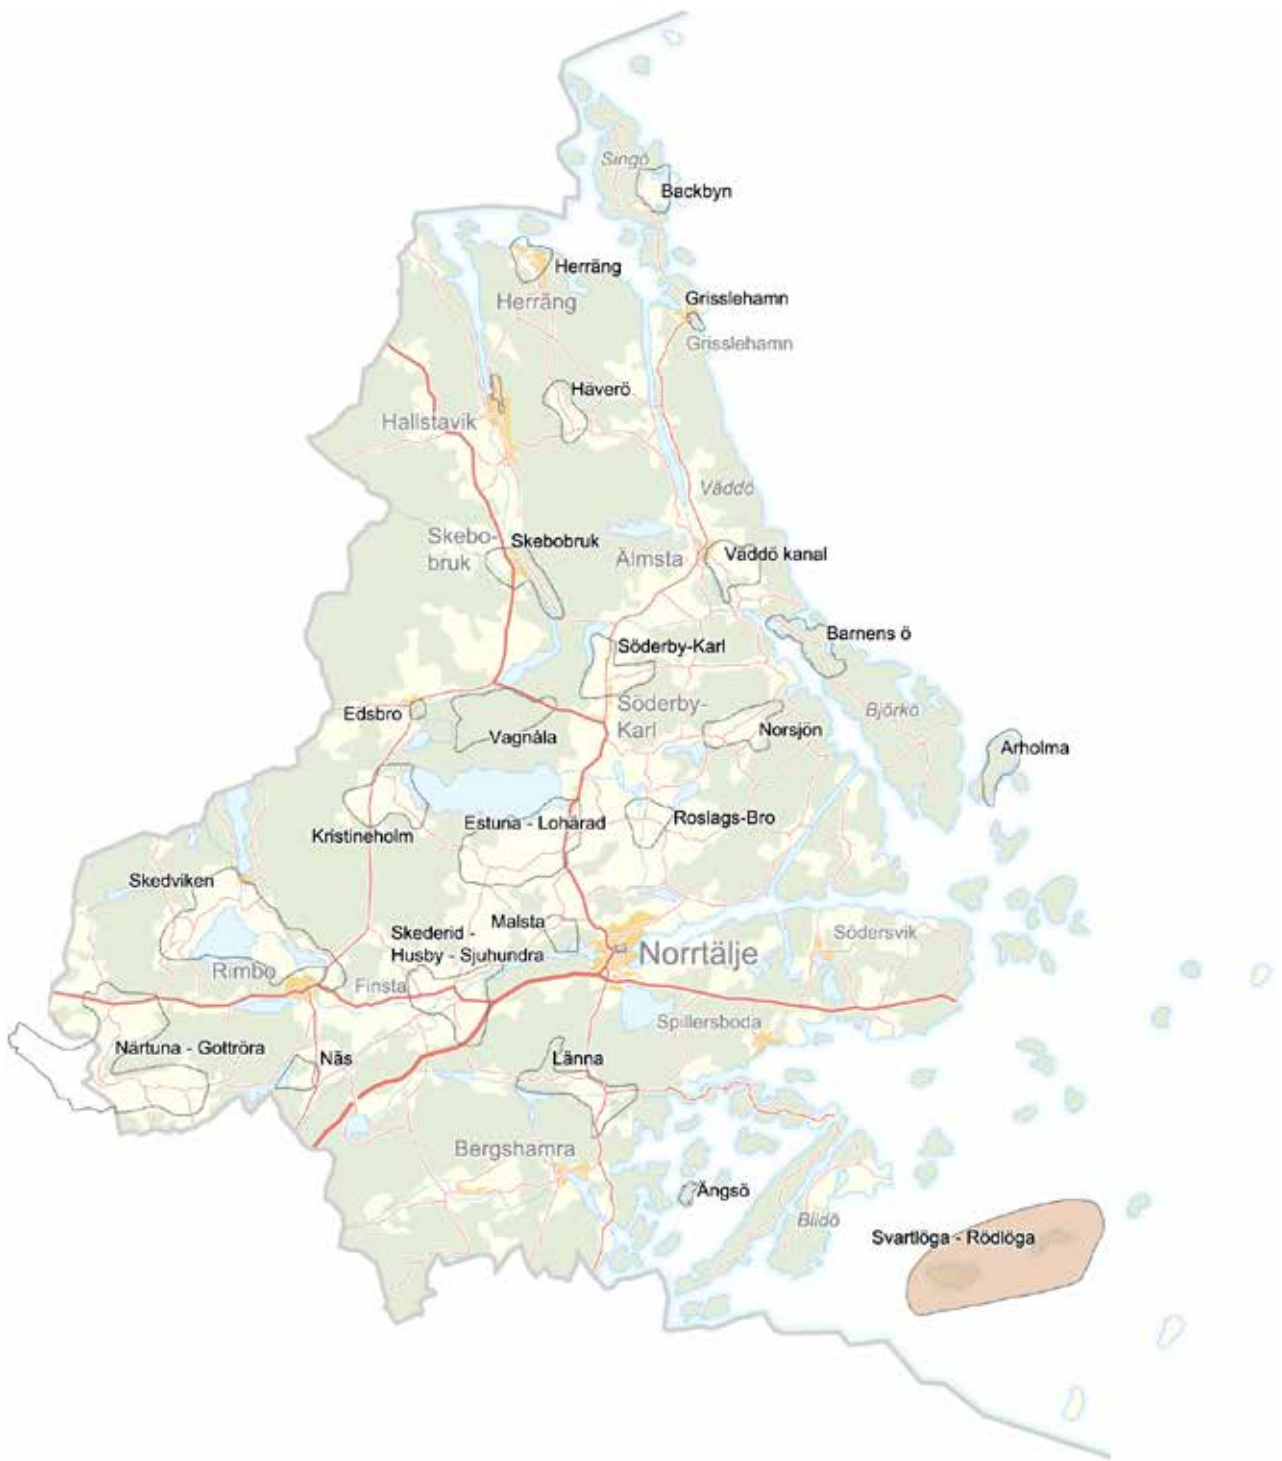 Singö
Backbyn
Herräng
Herräng
Grisslehamn
Grisslehamn
Häverö
Hallstavik
Väddö
Skebo-
bruk
Skebobruk
Älmsta
Väddö kanal
Barnens ö
Söderby-Karl
Söderby-
Karl
Björkö
Edsbro
Vagnåla
Norsjön
Arholma
Kristineholm
Estuna - Lohärad
Roslags-Bro
Skedviken
Malsta
Skederid -
Husby - Sjuhundra
Norrtälje
Södersvik
Rimbo
Finsta
Spillersboda
Närtuna - Gottröra
Näs
Länna
Bergshamra
Ängsö
Blidö
Svartlöga - Rödlöga